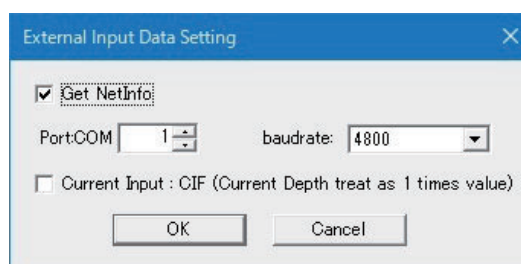 External Input Data Setting
Get NetInfo
Port:COM 1 baudrate: 4800
Current Input : CIF (Current Depth treat as 1 times value)
OK Cancel